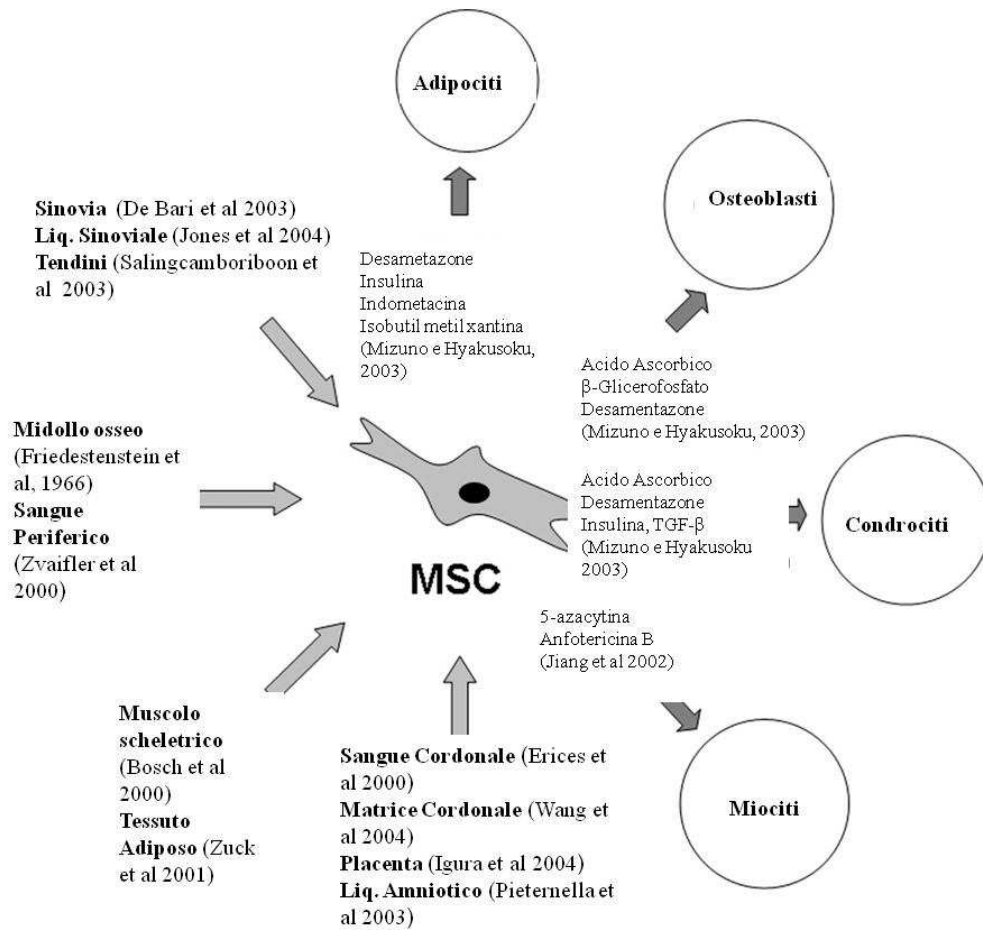 Adipociti
Osteoblasti
Sinovia (De Bari et al 2003)
Liq. Sinoviale (Jones et al 2004)
Tendini (Salingcamboriboon et
al 2003)
Desametazone
Insulina
Indometacina
Isobutil metil xantina
(Mizuno e Hyakusoku,
2003)
Acido Ascorbico
β-Glicerofosfato
Desamentazone
(Mizuno e Hyakusoku, 2003)
Midollo osseo
(Friedestenstein et
al, 1966)
Sangue
Periferico
(Zvaifler et al
2000)
Acido Ascorbico
Desamentazone
Insulina, TGF-β
(Mizuno e Hyakusoku
2003)
Condrociti
MSC
5-azacytina
Anfotericina B
(Jiang et al 2002)
Muscolo
scheletrico
(Bosch et al
2000)
Tessuto
Adiposo (Zuck
et al 2001)
Sangue Cordonale (Erices et
al 2000)
Matrice Cordonale (Wang
et al 2004)
Placenta (Igura et al 2004)
Liq. Amniotico (Pieternella et
al 2003)
Miociti